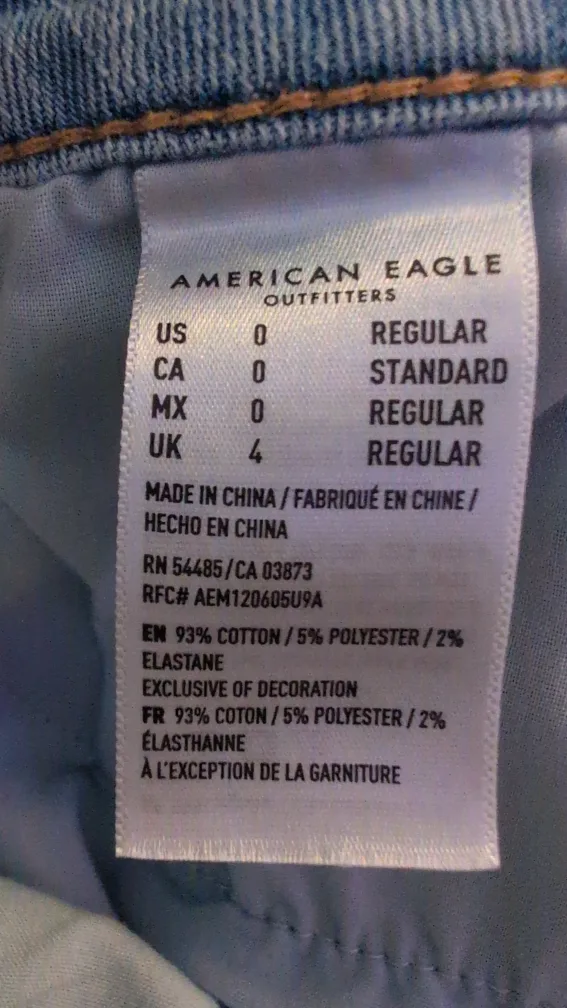 AMERICAN EAGLE
OUTFITTERS
US 0 REGULAR
CA 0 STANDARD
MX 0 REGULAR
UK 4 REGULAR
MADE IN CHINA / FABRIQUÉ EN CHINE /
HECHO EN CHINA
RN 54485/CA 03873
RFC# AEM120605U9A
EN 93% COTTON / 5% POLYESTER / 2%
ELASTANE
EXCLUSIVE OF DECORATION
FR 93% COTON / 5% POLYESTER / 2%
ÉLASTHANNE
À L'EXCEPTION DE LA GARNITURE